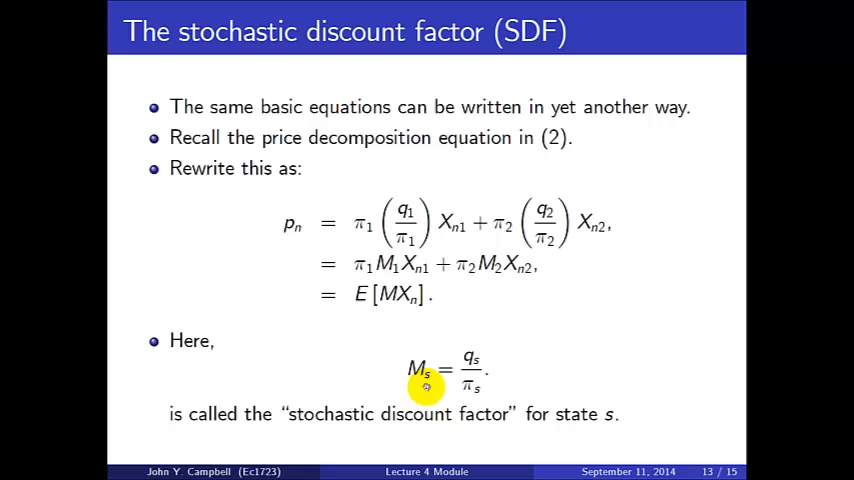 The stochastic discount factor (SDF)
The same basic equations can be written in yet another way.
Recall the price decomposition equation in (2).
Rewrite this as:
pₙ = π₁ (q₁/π₁) Xₙ₁ + π₂ (q₂/π₂) Xₙ₂,
= π₁M₁Xₙ₁ + π₂M₂Xₙ₂,
= E [MXₙ] .
Here,
Mₛ = qₛ/πₛ.
is called the “stochastic discount factor” for state s.
John Y. Campbell (Ec1723) Lecture 4 Module September 11, 2014 13 / 15